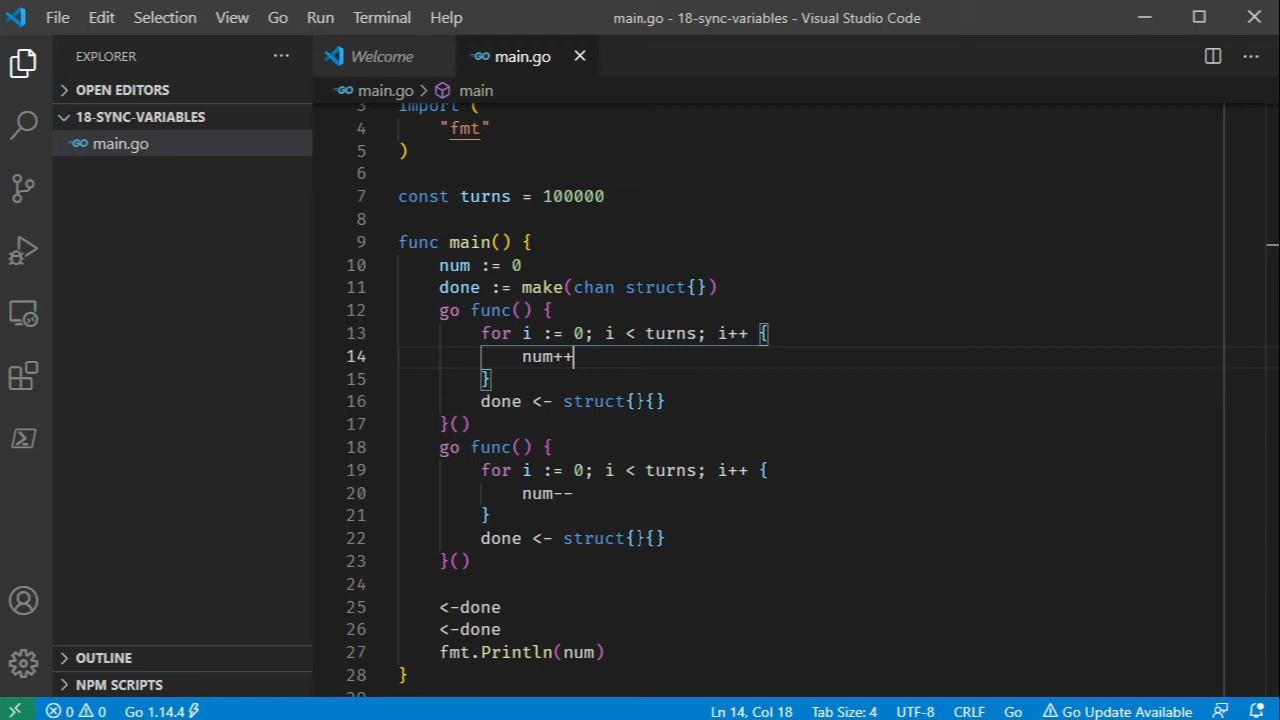 File Edit Selection View Go Run Terminal Help main.go - 18-sync-variables - Visual Studio Code
EXPLORER
OPEN EDITORS
18-SYNC-VARIABLES
main.go
OUTLINE
NPM SCRIPTS
Welcome main.go
main.go > main
3 import (
4 "fmt"
5 )
6
7 const turns = 100000
8
9 func main() {
10 num := 0
11 done := make(chan struct{})
12 go func() {
13 for i := 0; i < turns; i++ {
14 num++
15 }
16 done <- struct{}{}
17 }()
18 go func() {
19 for i := 0; i < turns; i++ {
20 num--
21 }
22 done <- struct{}{}
23 }()
24
25 <-done
26 <-done
27 fmt.Println(num)
28 }
0 0 Go 1.14.4 Ln 14, Col 18 Tab Size: 4 UTF-8 CRLF Go Go Update Available